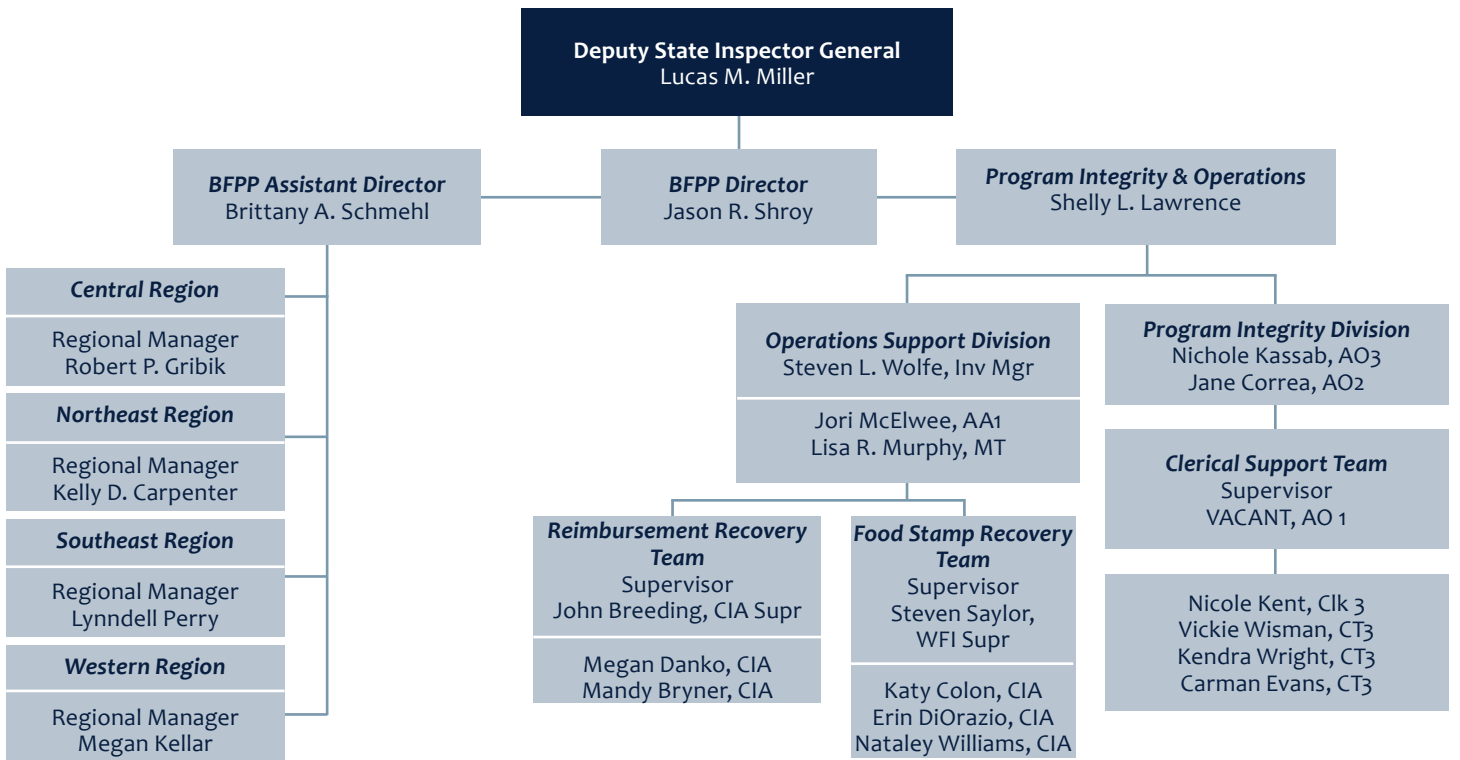 Deputy State Inspector General
Lucas M. Miller
BFPP Assistant Director
Brittany A. Schmehl
BFPP Director
Jason R. Shroy
Program Integrity & Operations
Shelly L. Lawrence
Central Region
Regional Manager
Robert P. Gribik
Northeast Region
Regional Manager
Kelly D. Carpenter
Southeast Region
Regional Manager
Lynndell Perry
Western Region
Regional Manager
Megan Kellar
Operations Support Division
Steven L. Wolfe, Inv Mgr
Jori McElwee, AA1
Lisa R. Murphy, MT
Reimbursement Recovery
Team
Supervisor
John Breeding, CIA Supr
Megan Danko, CIA
Mandy Bryner, CIA
Food Stamp Recovery
Team
Supervisor
Steven Saylor,
WFI Supr
Katy Colon, CIA
Erin DiOrazio, CIA
Nataley Williams, CIA
Program Integrity Division
Nichole Kassab, AO3
Jane Correa, AO2
Clerical Support Team
Supervisor
VACANT, AO 1
Nicole Kent, Clk 3
Vickie Wisman, CT3
Kendra Wright, CT3
Carman Evans, CT3